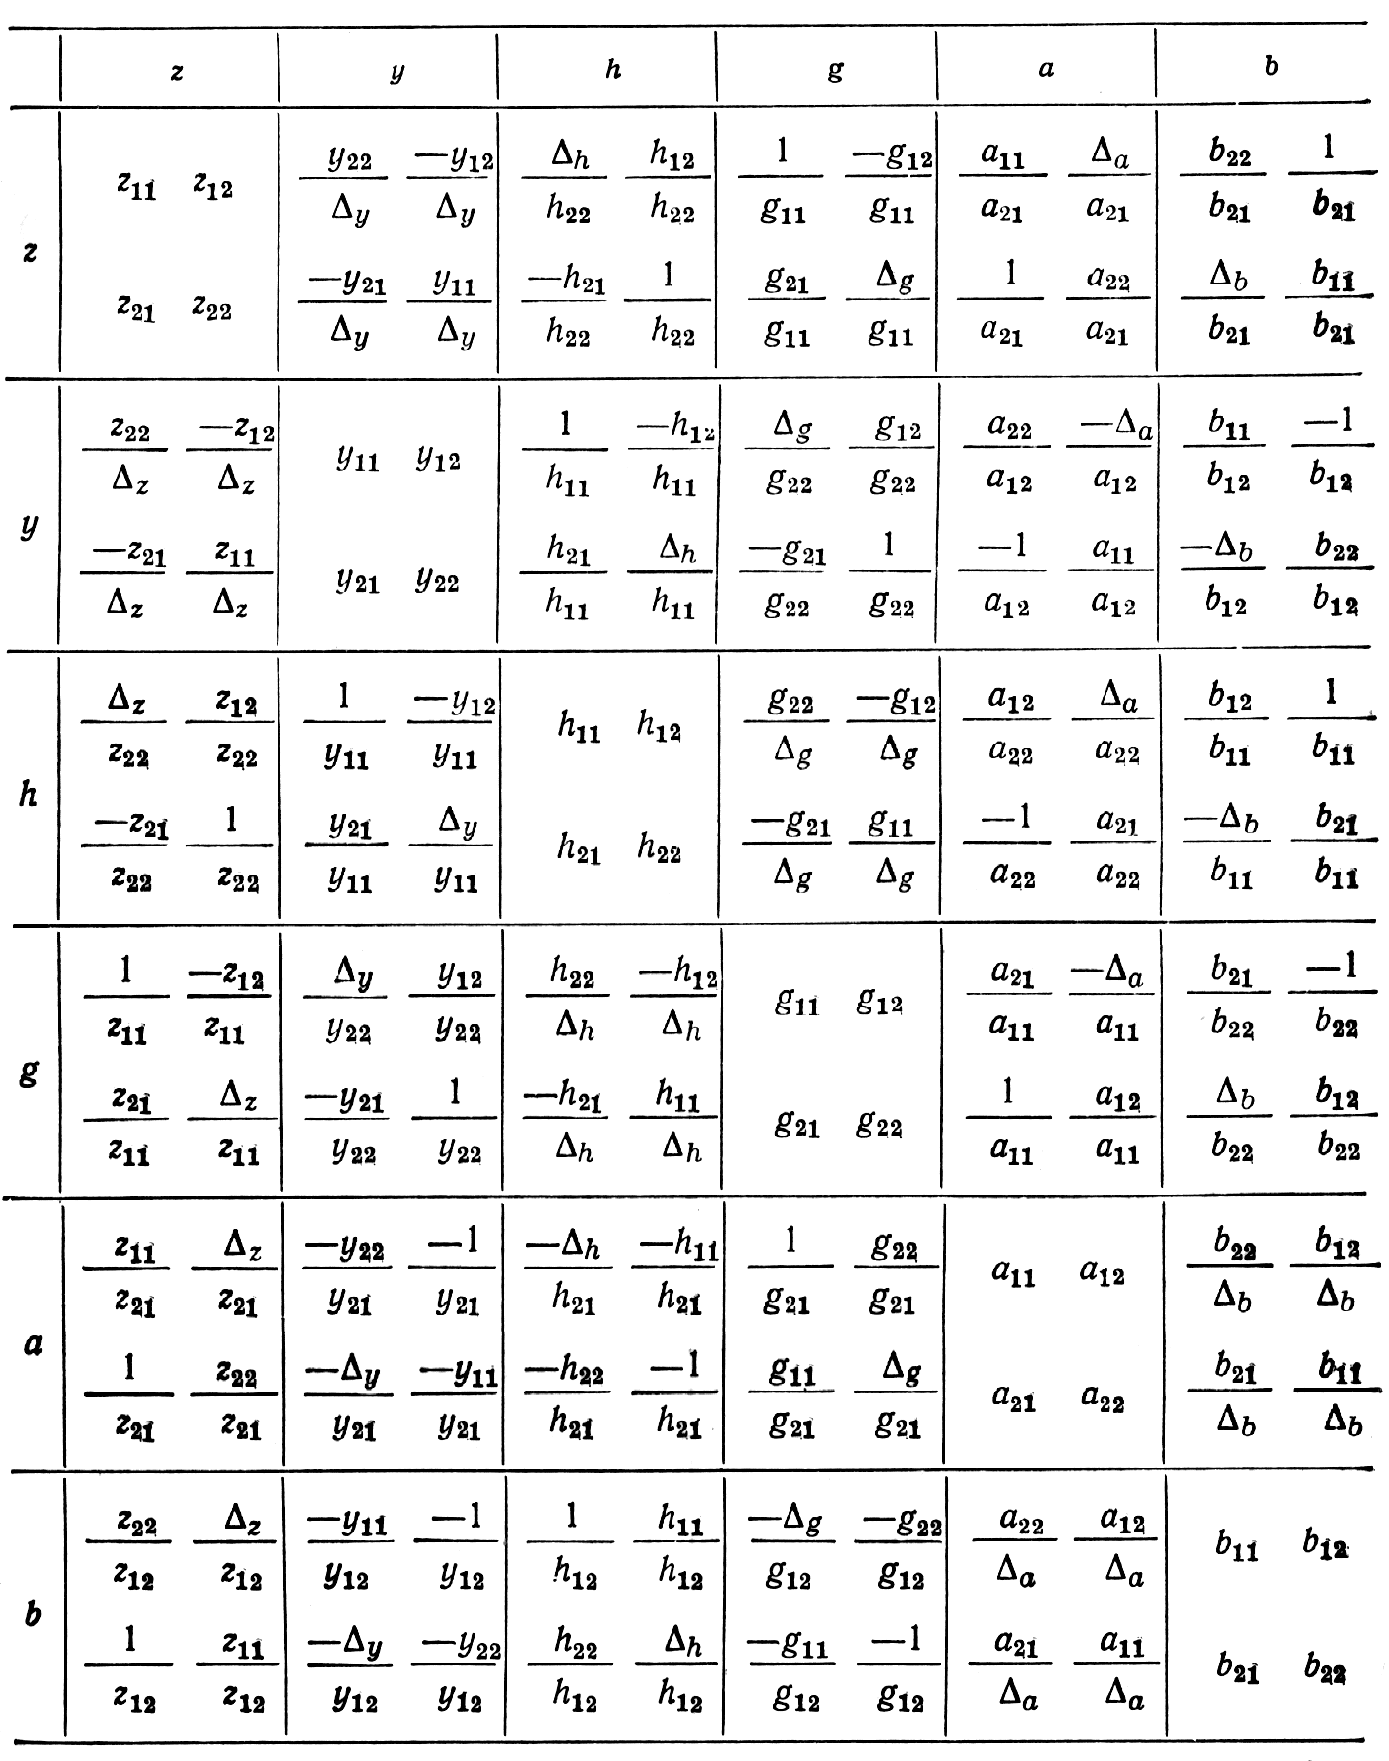 z y h g a b
z
z₁₁ z₁₂ y₂₂/Δy —y₁₂/Δy Δh/h₂₂ h₁₂/h₂₂ 1/g₁₁ —g₁₂/g₁₁ a₁₁/a₂₁ Δa/a₂₁ b₂₂/b₂₁ 1/b₂₁
z₂₁ z₂₂ —y₂₁/Δy y₁₁/Δy —h₂₁/h₂₂ 1/h₂₂ g₂₁/g₁₁ Δg/g₁₁ 1/a₂₁ a₂₂/a₂₁ Δb/b₂₁ b₁₁/b₂₁
y
z₂₂/Δz —z₁₂/Δz y₁₁ y₁₂ 1/h₁₁ —h₁₂/h₁₁ Δg/g₂₂ g₁₂/g₂₂ a₂₂/a₁₂ —Δa/a₁₂ b₁₁/b₁₂ —1/b₁₂
—z₂₁/Δz z₁₁/Δz y₂₁ y₂₂ h₂₁/h₁₁ Δh/h₁₁ —g₂₁/g₂₂ 1/g₂₂ —1/a₁₂ a₁₁/a₁₂ —Δb/b₁₂ b₂₂/b₁₂
h
Δz/z₂₂ z₁₂/z₂₂ 1/y₁₁ —y₁₂/y₁₁ h₁₁ h₁₂ g₂₂/Δg —g₁₂/Δg a₁₂/a₂₂ Δa/a₂₂ b₁₂/b₁₁ 1/b₁₁
—z₂₁/z₂₂ 1/z₂₂ y₂₁/y₁₁ Δy/y₁₁ h₂₁ h₂₂ —g₂₁/Δg g₁₁/Δg —1/a₂₂ a₂₁/a₂₂ —Δb/b₁₁ b₂₁/b₁₁
g
1/z₁₁ —z₁₂/z₁₁ Δy/y₂₂ y₁₂/y₂₂ h₂₂/Δh —h₁₂/Δh g₁₁ g₁₂ a₂₁/a₁₁ —Δa/a₁₁ b₂₁/b₂₂ —1/b₂₂
z₂₁/z₁₁ Δz/z₁₁ —y₂₁/y₂₂ 1/y₂₂ —h₂₁/Δh h₁₁/Δh g₂₁ g₂₂ 1/a₁₁ a₁₂/a₁₁ Δb/b₂₂ b₁₂/b₂₂
a
z₁₁/z₂₁ Δz/z₂₁ —y₂₂/y₂₁ —1/y₂₁ —Δh/h₂₁ —h₁₁/h₂₁ 1/g₂₁ g₂₂/g₂₁ a₁₁ a₁₂ b₂₂/Δb b₁₂/Δb
1/z₂₁ z₂₂/z₂₁ —Δy/y₂₁ —y₁₁/y₂₁ —h₂₂/h₂₁ —1/h₂₁ g₁₁/g₂₁ Δg/g₂₁ a₂₁ a₂₂ b₂₁/Δb b₁₁/Δb
b
z₂₂/z₁₂ Δz/z₁₂ —y₁₁/y₁₂ —1/y₁₂ 1/h₁₂ h₁₁/h₁₂ —Δg/g₁₂ —g₂₂/g₁₂ a₂₂/Δa a₁₂/Δa b₁₁ b₁₂
1/z₁₂ z₁₁/z₁₂ —Δy/y₁₂ —y₂₂/y₁₂ h₂₂/h₁₂ Δh/h₁₂ —g₁₁/g₁₂ —1/g₁₂ a₂₁/Δa a₁₁/Δa b₂₁ b₂₂